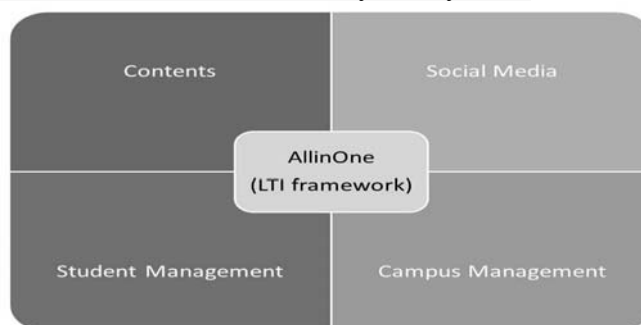 Contents
Social Media
AllinOne
(LTI framework)
Student Management
Campus Management